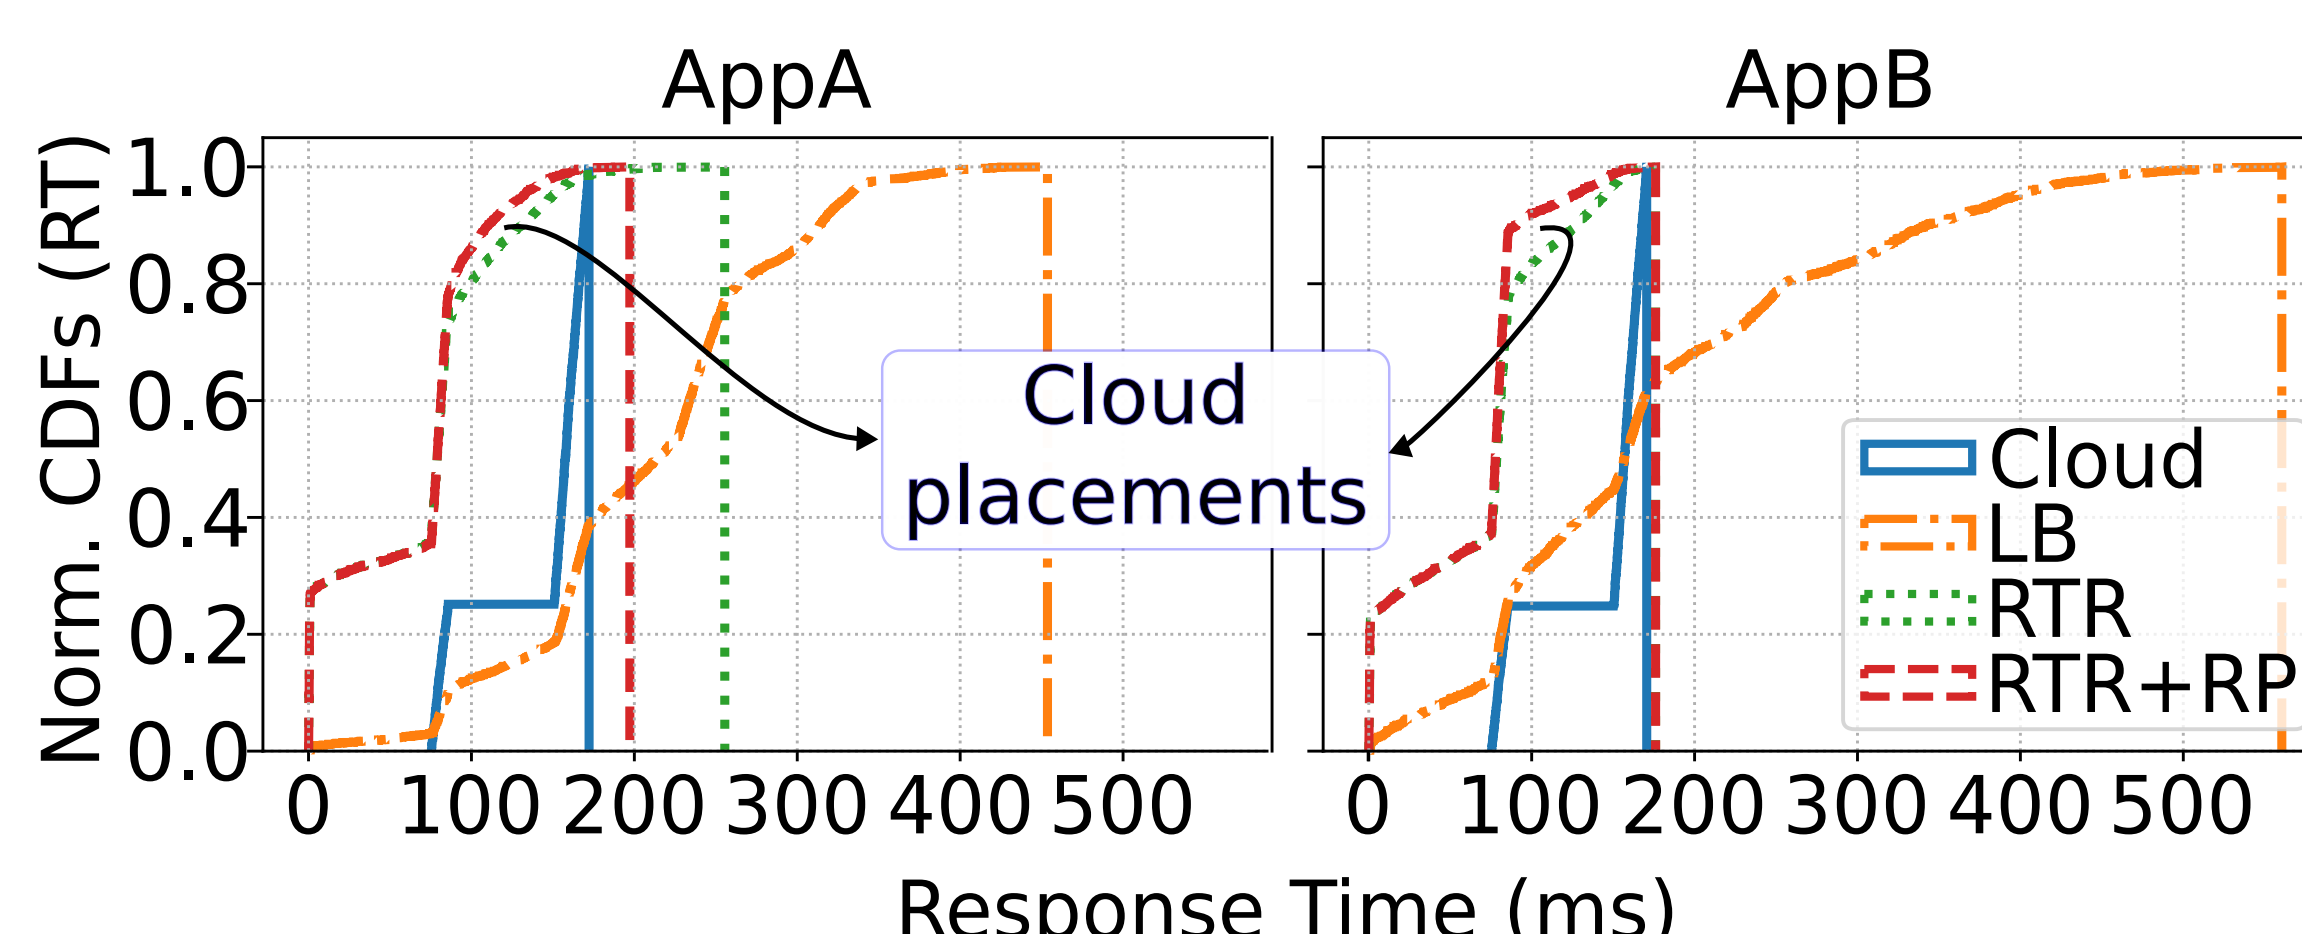 AppA
AppB
Norm. CDFs (RT)
1.0
0.8
0.6
0.4
0.2
0.0
0 100 200 300 400 500
0 100 200 300 400 500
Cloud
placements
Cloud
LB
RTR
RTR+RP
Response Time (ms)